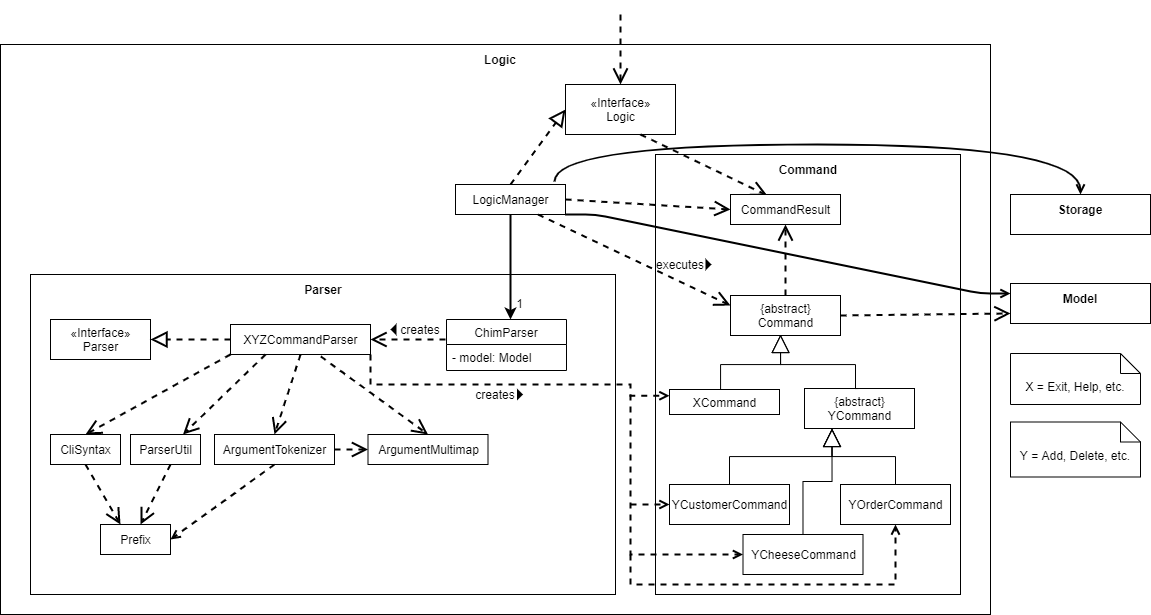 Logic
«Interface»
Logic
Command
LogicManager
CommandResult
Storage
executes
Parser
1
Model
«Interface»
Parser
XYZCommandParser
creates
ChimParser
- model: Model
{abstract}
Command
creates
XCommand
{abstract}
YCommand
X = Exit, Help, etc.
CliSyntax
ParserUtil
ArgumentTokenizer
ArgumentMultimap
Y = Add, Delete, etc.
YCustomerCommand
YOrderCommand
Prefix
YCheeseCommand